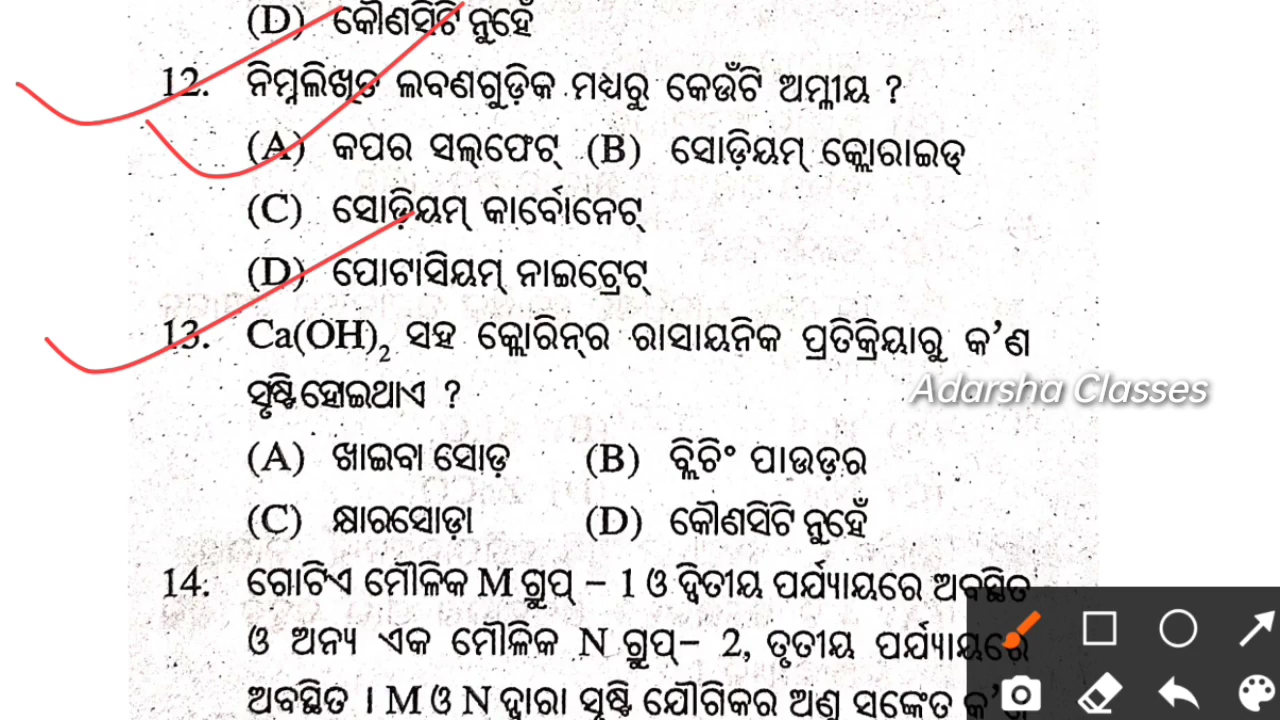 (D) କୌଣସିଟି ନୁହେଁ
12. ନିମ୍ନଲିଖିତ ଲବଣଗୁଡ଼ିକ ମଧ୍ୟରୁ କେଉଁଟି ଅମ୍ଳୀୟ ?
(A) କପର ସଲ୍‌ଫେଟ୍ (B) ସୋଡ଼ିୟମ୍ କ୍ଲୋରାଇଡ୍
(C) ସୋଡ଼ିୟମ୍ କାର୍ବୋନେଟ୍
(D) ପୋଟାସିୟମ୍ ନାଇଟ୍ରେଟ୍
13. Ca(OH)₂ ସହ କ୍ଲୋରିନ୍‌ର ରାସାୟନିକ ପ୍ରତିକ୍ରିୟାରୁ କ’ଣ
ସୃଷ୍ଟି ହୋଇଥାଏ ?
Adarsha Classes
(A) ଖାଇବା ସୋଡ଼ (B) ବ୍ଲିଚିଂ ପାଉଡ଼ର
(C) କ୍ଷାରସୋଡ଼ା (D) କୌଣସିଟି ନୁହେଁ
14. ଗୋଟିଏ ମୌଳିକ M ଗ୍ରୁପ୍ – 1 ଓ ଦ୍ଵିତୀୟ ପର୍ଯ୍ୟାୟରେ ଅବସ୍ଥିତ
ଓ ଅନ୍ୟ ଏକ ମୌଳିକ N ଗ୍ରୁପ୍– 2, ତୃତୀୟ ପର୍ଯ୍ୟାୟରେ
ଅବସ୍ଥିତ । M ଓ N ଦ୍ୱାରା ସୃଷ୍ଟି ଯୌଗିକର ଅଣୁ ସଙ୍କେତ